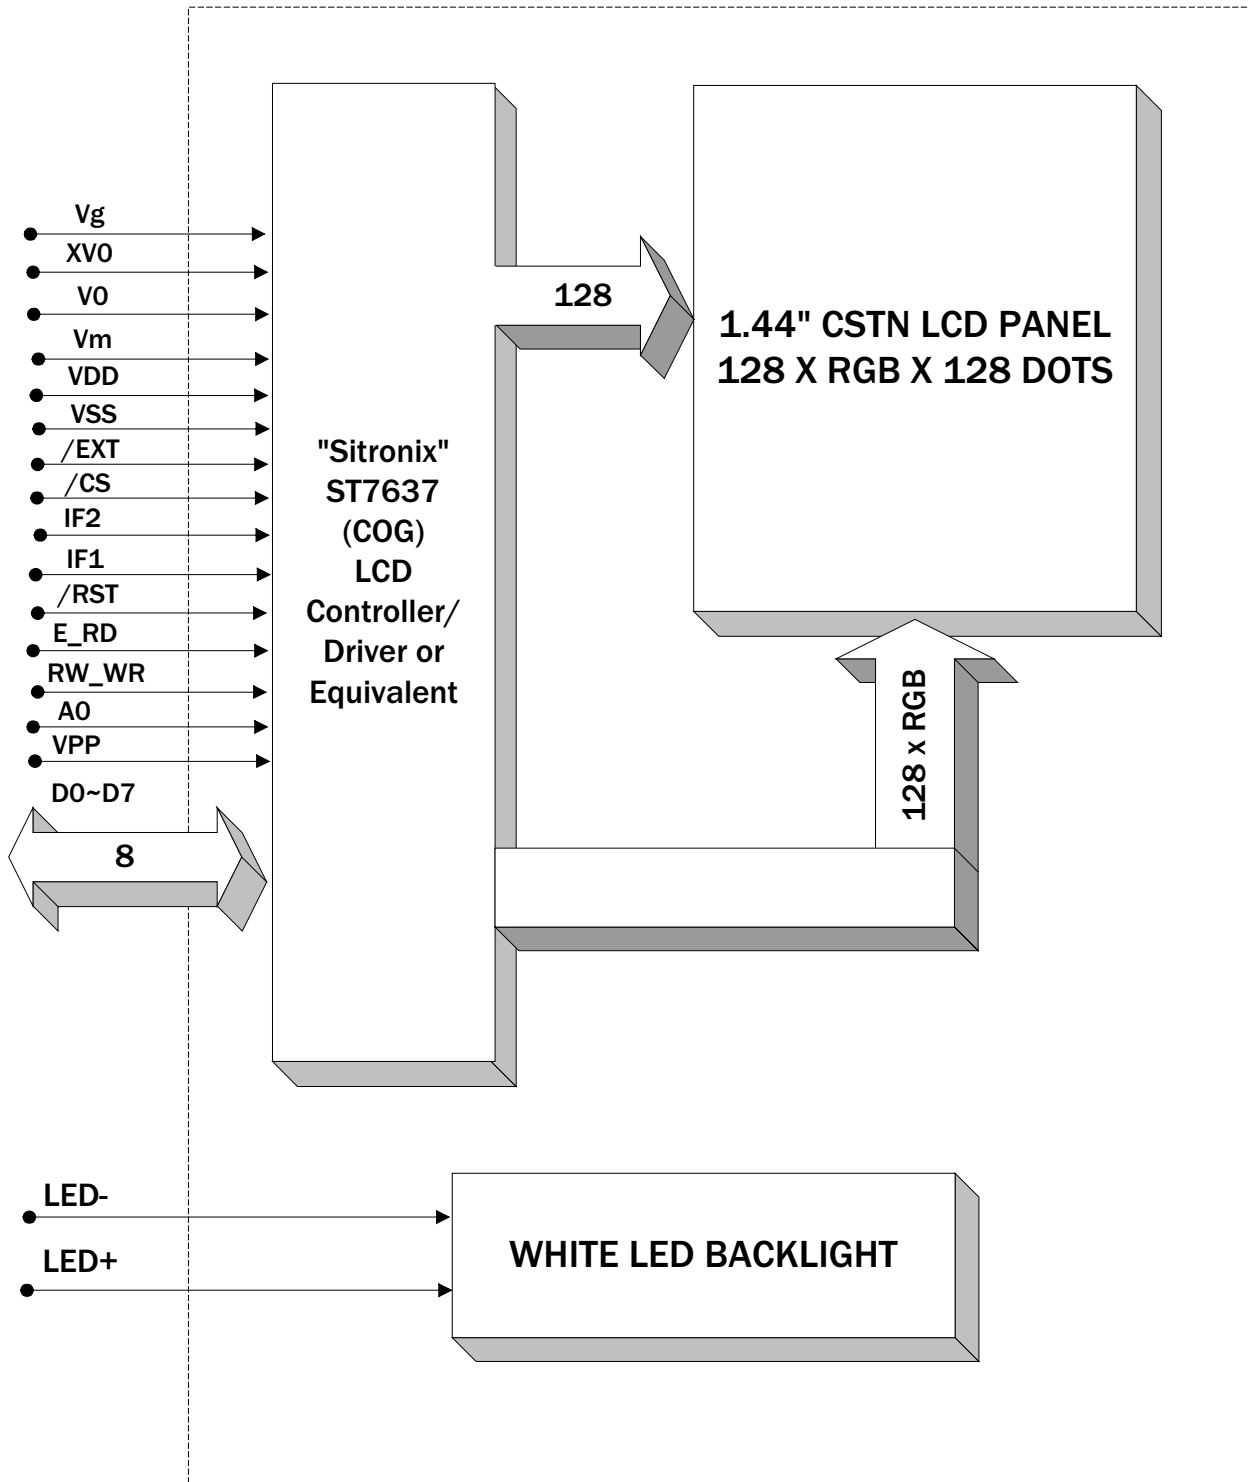 Vg
XV0
V0
Vm
VDD
VSS
/EXT
/CS
IF2
IF1
/RST
E_RD
RW_WR
A0
VPP
D0~D7
8
"Sitronix"
ST7637
(COG)
LCD
Controller/
Driver or
Equivalent
128
1.44" CSTN LCD PANEL
128 X RGB X 128 DOTS
128 x RGB
LED-
LED+
WHITE LED BACKLIGHT